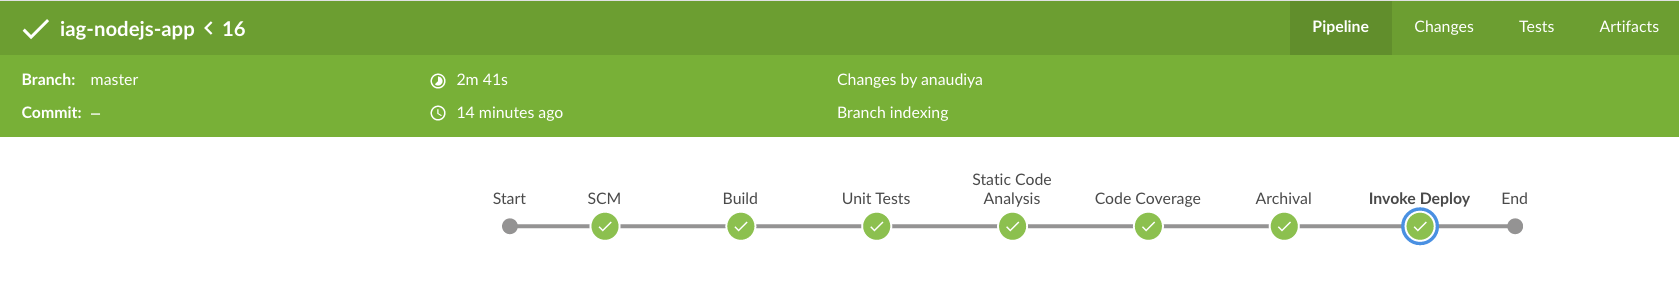 iag-nodejs-app < 16
Pipeline Changes Tests Artifacts
Branch: master 2m 41s Changes by anaudiya
Commit: – 14 minutes ago Branch indexing
Start SCM Build Unit Tests Static Code Analysis Code Coverage Archival Invoke Deploy End